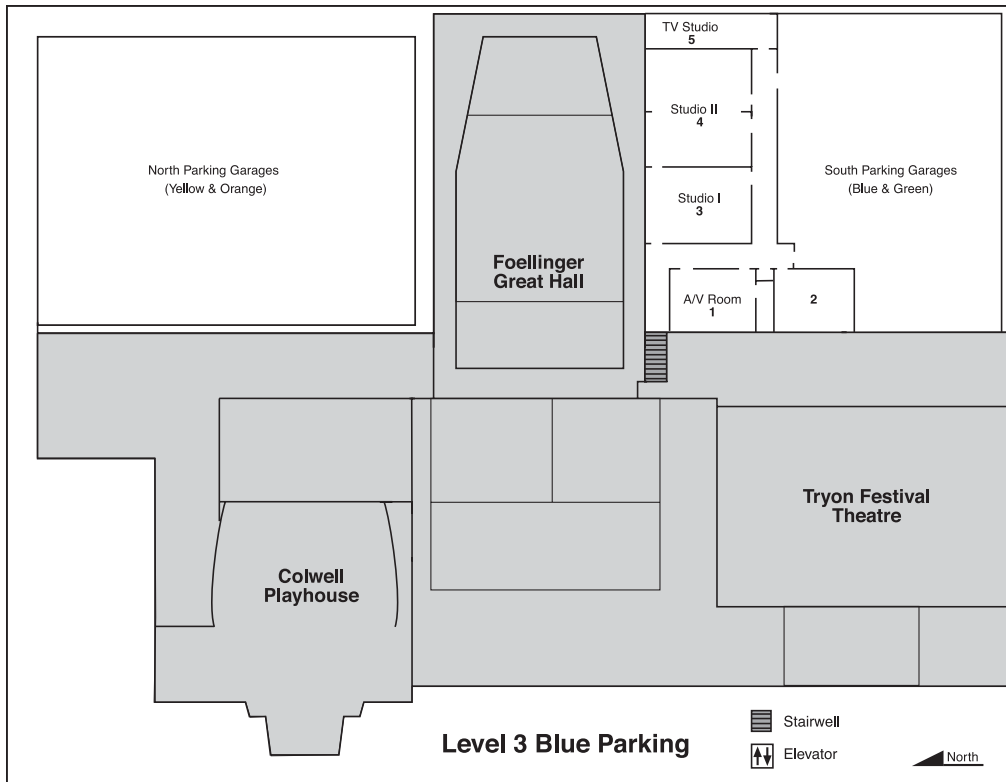 TV Studio
5
Studio II
4
North Parking Garages
(Yellow & Orange)
South Parking Garages
(Blue & Green)
Studio I
3
Foellinger
Great Hall
A/V Room
1
2
Tryon Festival
Theatre
Colwell
Playhouse
Level 3 Blue Parking
Stairwell
Elevator
North